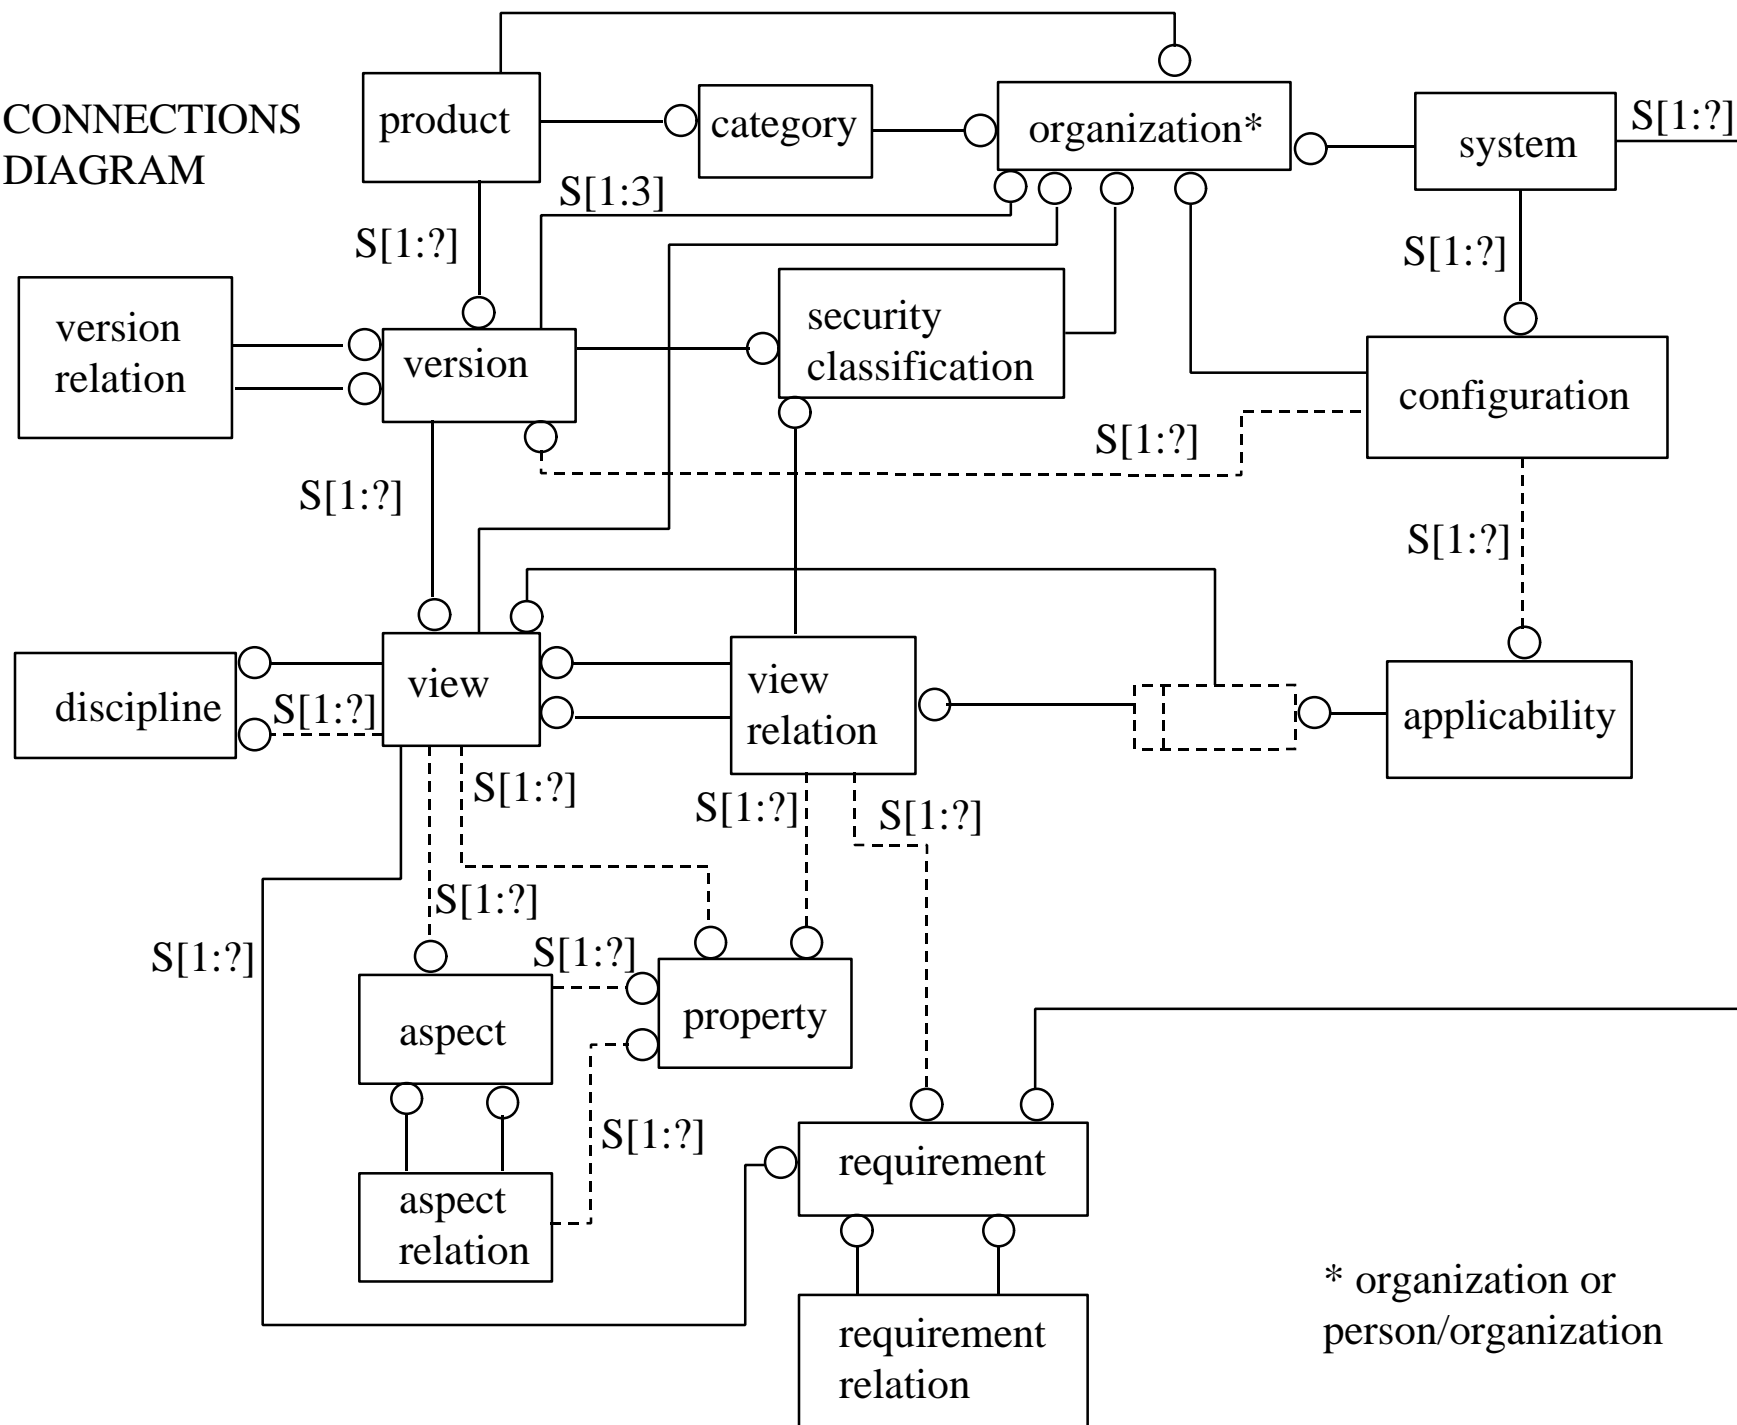 CONNECTIONS
DIAGRAM
product
category
organization*
system
S[1:?]
S[1:3]
S[1:?]
S[1:?]
version
relation
version
security
classification
configuration
S[1:?]
S[1:?]
S[1:?]
discipline
S[1:?]
view
view
relation
applicability
S[1:?]
S[1:?]
S[1:?]
S[1:?]
S[1:?]
S[1:?]
aspect
property
S[1:?]
aspect
relation
requirement
requirement
relation
* organization or
person/organization